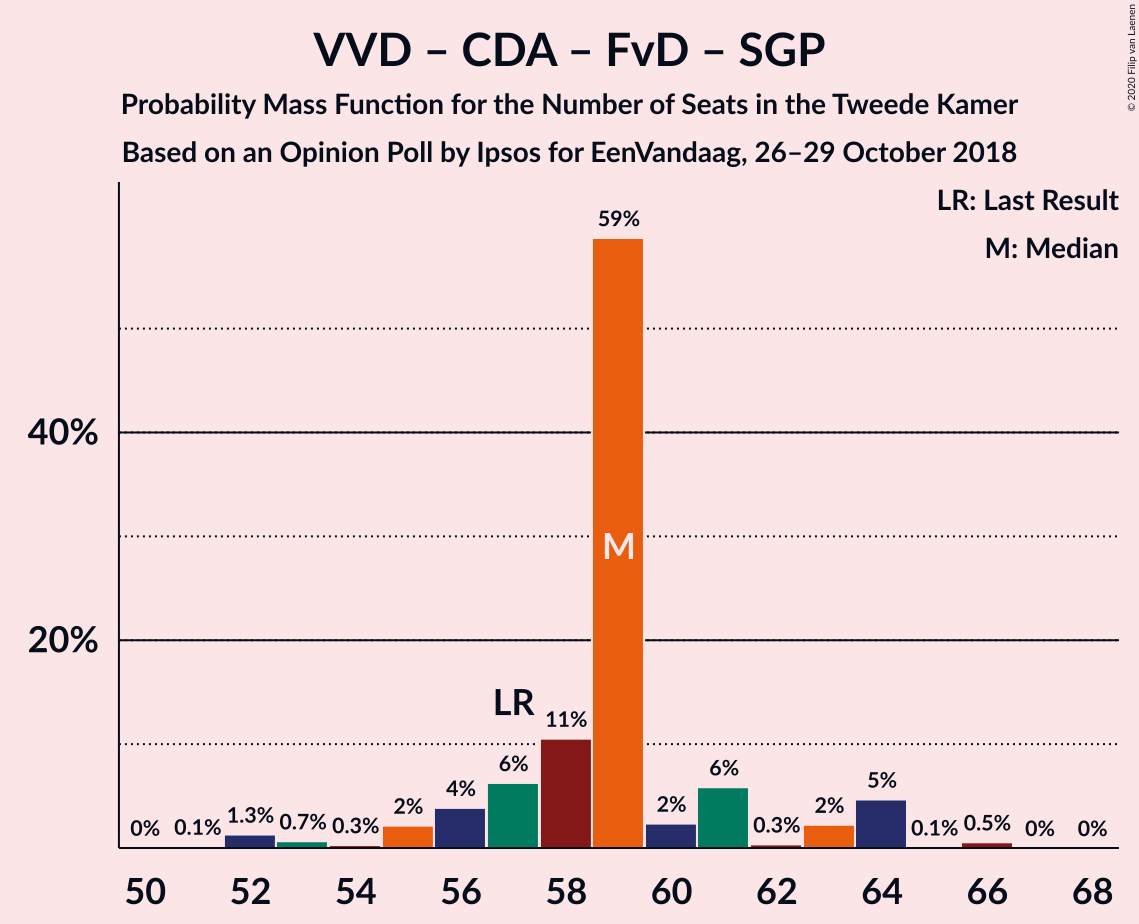 VVD – CDA – FvD – SGP
Probability Mass Function for the Number of Seats in the Tweede Kamer
Based on an Opinion Poll by Ipsos for EenVandaag, 26–29 October 2018
© 2020 Filip van Laenen
LR: Last Result
M: Median
40%
20%
0% 0.1% 1.3% 0.7% 0.3% 2% 4% 6% 11% 59% 2% 6% 0.3% 2% 5% 0.1% 0.5% 0% 0%
LR
M
50 52 54 56 58 60 62 64 66 68